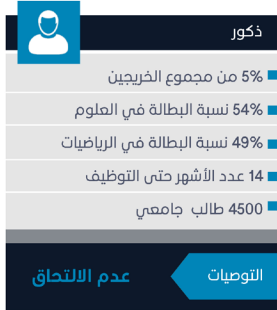 ذكور
5% من مجموع الخريجين
54% نسبة البطالة في العلوم
49% نسبة البطالة في الرياضيات
14 عدد الأشهر حتى التوظيف
4500 طالب جامعي
التوصيات
عدم الالتحاق